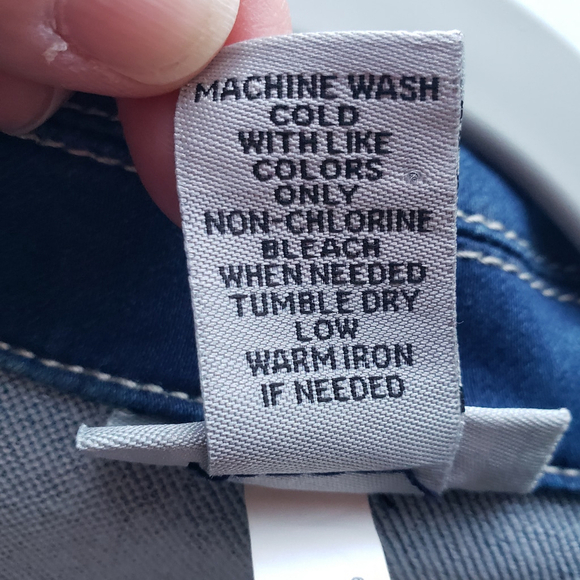 MACHINE WASH
COLD
WITH LIKE
COLORS
ONLY
NON-CHLORINE
BLEACH
WHEN NEEDED
TUMBLE DRY
LOW
WARM IRON
IF NEEDED